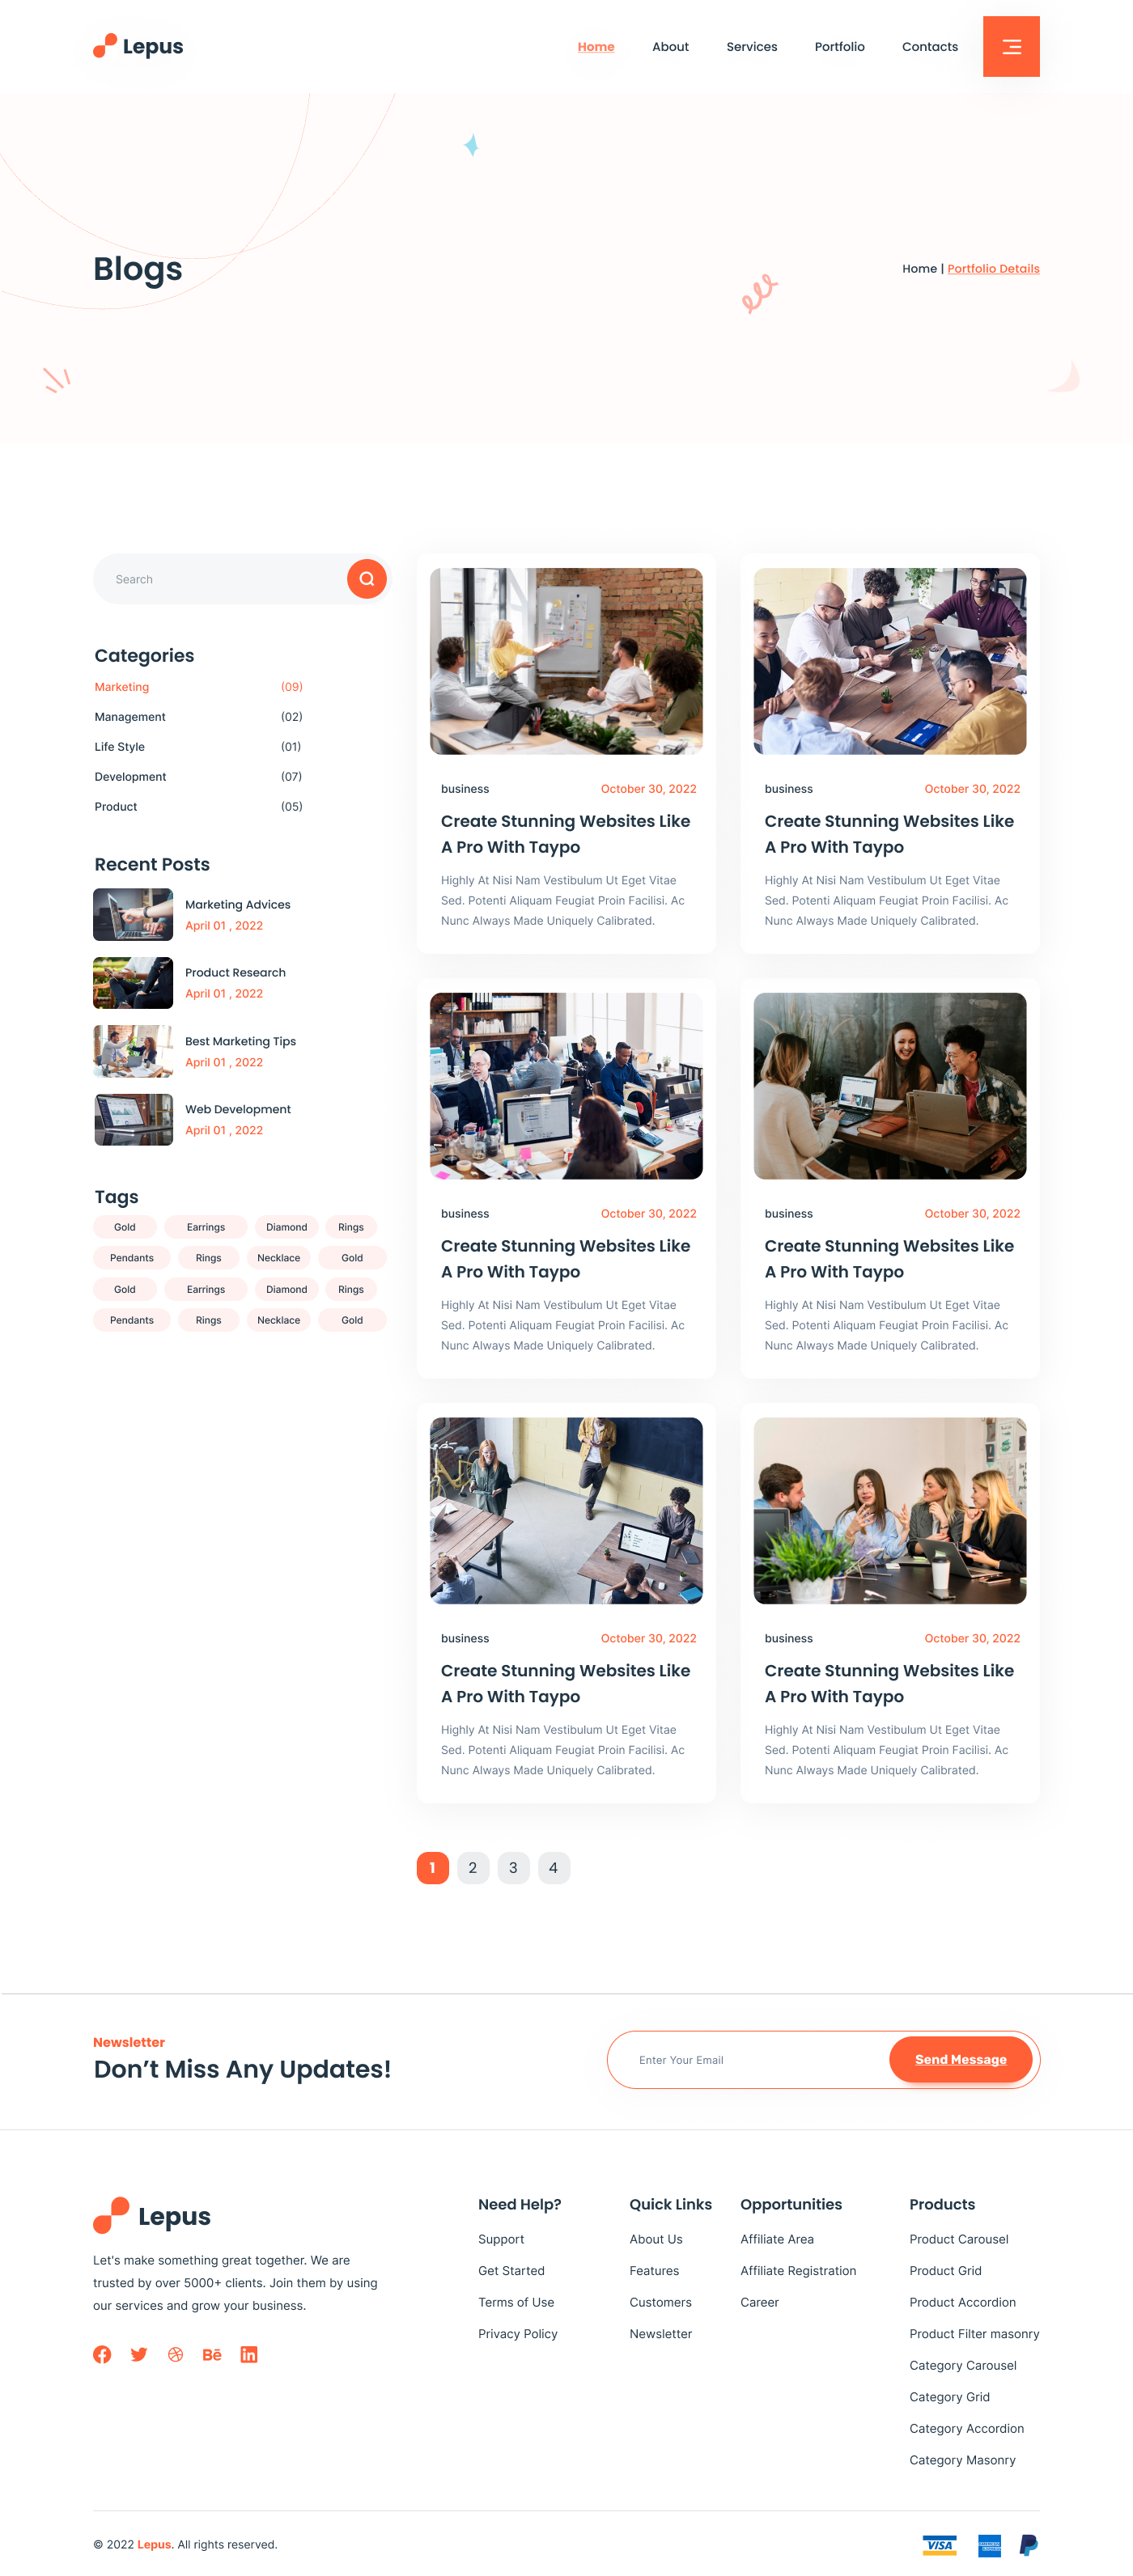 Lepus
Home
About
Services
Portfolio
Contacts
Blogs
Home | Portfolio Details
Search
Categories
Marketing (09)
Management (02)
Life Style (01)
Development (07)
Product (05)
Recent Posts
Marketing Advices
April 01 , 2022
Product Research
April 01 , 2022
Best Marketing Tips
April 01 , 2022
Web Development
April 01 , 2022
Tags
Gold Earrings Diamond Rings
Pendants Rings Necklace Gold
Gold Earrings Diamond Rings
Pendants Rings Necklace Gold
business October 30, 2022
Create Stunning Websites Like
A Pro With Taypo
Highly At Nisi Nam Vestibulum Ut Eget Vitae
Sed. Potenti Aliquam Feugiat Proin Facilisi. Ac
Nunc Always Made Uniquely Calibrated.
business October 30, 2022
Create Stunning Websites Like
A Pro With Taypo
Highly At Nisi Nam Vestibulum Ut Eget Vitae
Sed. Potenti Aliquam Feugiat Proin Facilisi. Ac
Nunc Always Made Uniquely Calibrated.
business October 30, 2022
Create Stunning Websites Like
A Pro With Taypo
Highly At Nisi Nam Vestibulum Ut Eget Vitae
Sed. Potenti Aliquam Feugiat Proin Facilisi. Ac
Nunc Always Made Uniquely Calibrated.
business October 30, 2022
Create Stunning Websites Like
A Pro With Taypo
Highly At Nisi Nam Vestibulum Ut Eget Vitae
Sed. Potenti Aliquam Feugiat Proin Facilisi. Ac
Nunc Always Made Uniquely Calibrated.
business October 30, 2022
Create Stunning Websites Like
A Pro With Taypo
Highly At Nisi Nam Vestibulum Ut Eget Vitae
Sed. Potenti Aliquam Feugiat Proin Facilisi. Ac
Nunc Always Made Uniquely Calibrated.
business October 30, 2022
Create Stunning Websites Like
A Pro With Taypo
Highly At Nisi Nam Vestibulum Ut Eget Vitae
Sed. Potenti Aliquam Feugiat Proin Facilisi. Ac
Nunc Always Made Uniquely Calibrated.
1 2 3 4
Newsletter
Don’t Miss Any Updates!
Enter Your Email
Send Message
Lepus
Let's make something great together. We are
trusted by over 5000+ clients. Join them by using
our services and grow your business.
Bē
in
Need Help?
Support
Get Started
Terms of Use
Privacy Policy
Quick Links
About Us
Features
Customers
Newsletter
Opportunities
Affiliate Area
Affiliate Registration
Career
Products
Product Carousel
Product Grid
Product Accordion
Product Filter masonry
Category Carousel
Category Grid
Category Accordion
Category Masonry
© 2022 Lepus. All rights reserved.
VISA
AMERICAN
EXPRESS